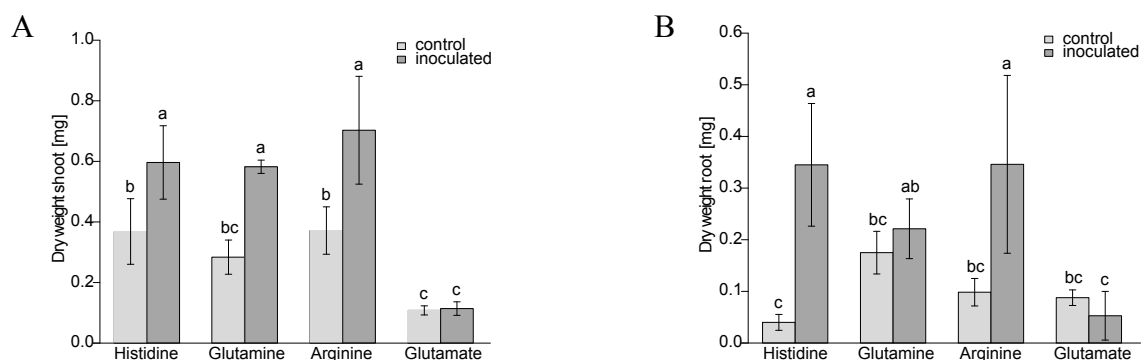 A
Dry weight shoot [mg]
1.0
0.8
0.6
0.4
0.2
0.0
control
inoculated
b
a
bc
a
b
a
c
c
Histidine Glutamine Arginine Glutamate
B
Dry weight root [mg]
0.6
0.5
0.4
0.3
0.2
0.1
0.0
control
inoculated
c
a
bc
ab
bc
a
bc
c
Histidine Glutamine Arginine Glutamate